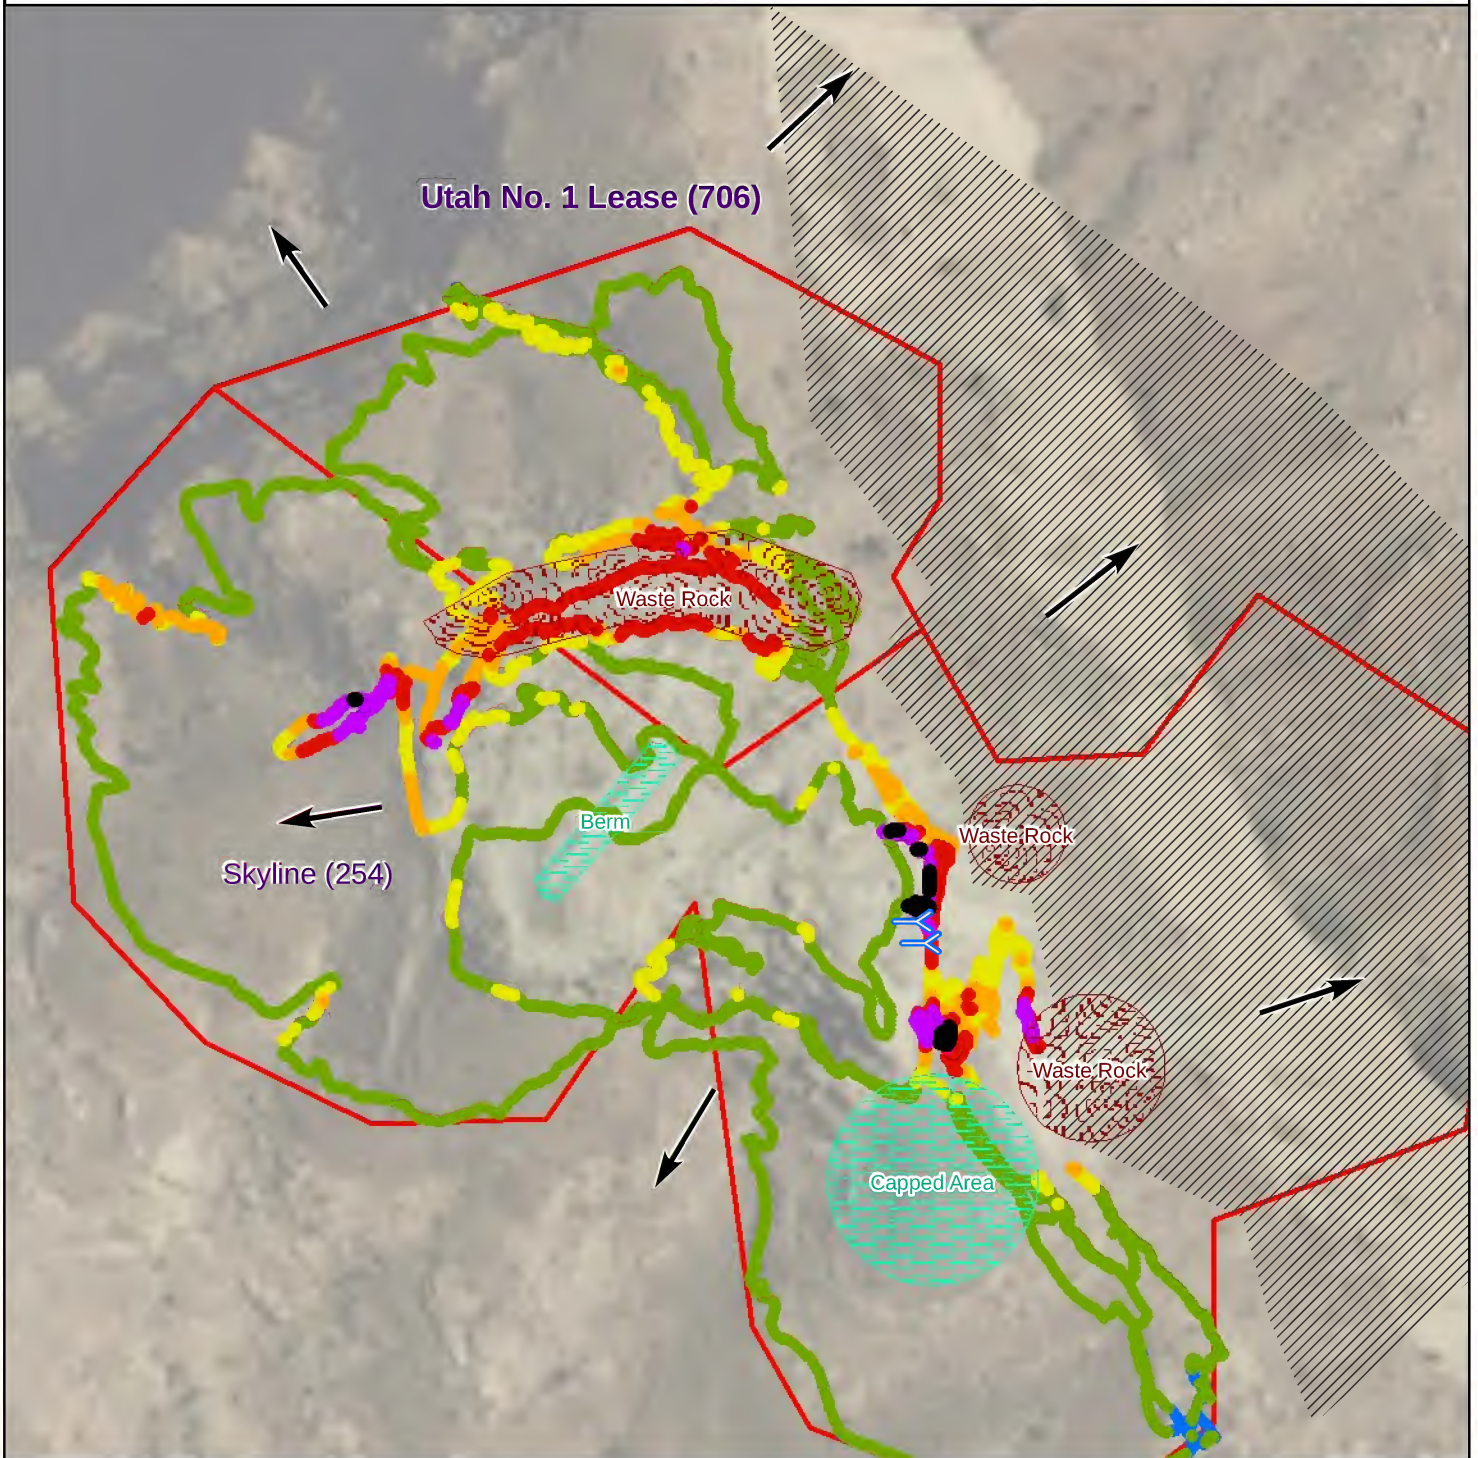 Utah No. 1 Lease (706)
Waste Rock
Berm
Waste Rock
Skyline (254)
Waste Rock
Capped Area